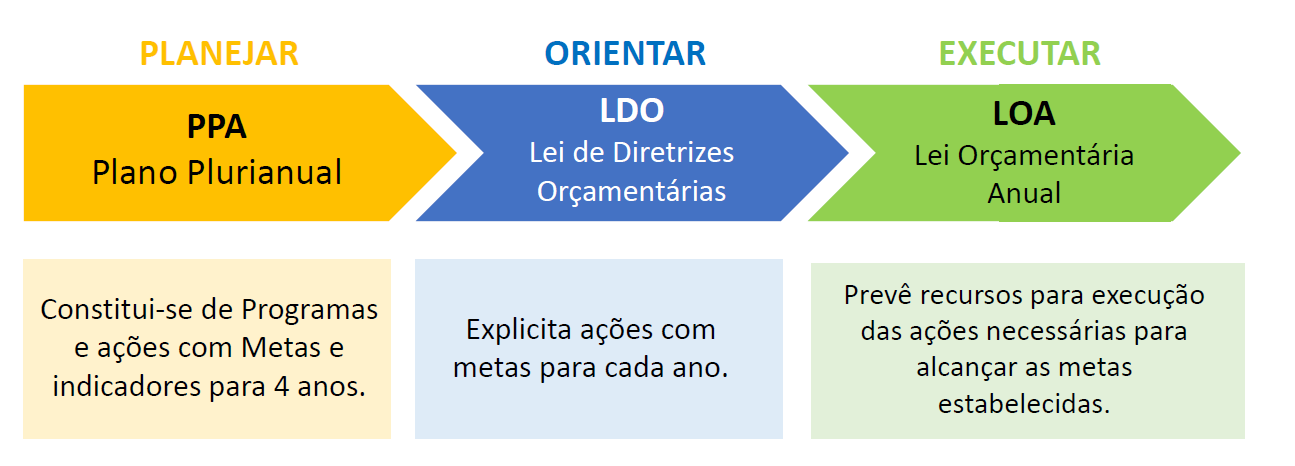 PLANEJAR
PPA
Plano Plurianual
Constitui-se de Programas
e ações com Metas e
indicadores para 4 anos.
ORIENTAR
LDO
Lei de Diretrizes
Orçamentárias
Explicita ações com
metas para cada ano.
EXECUTAR
LOA
Lei Orçamentária
Anual
Prevê recursos para execução
das ações necessárias para
alcançar as metas
estabelecidas.